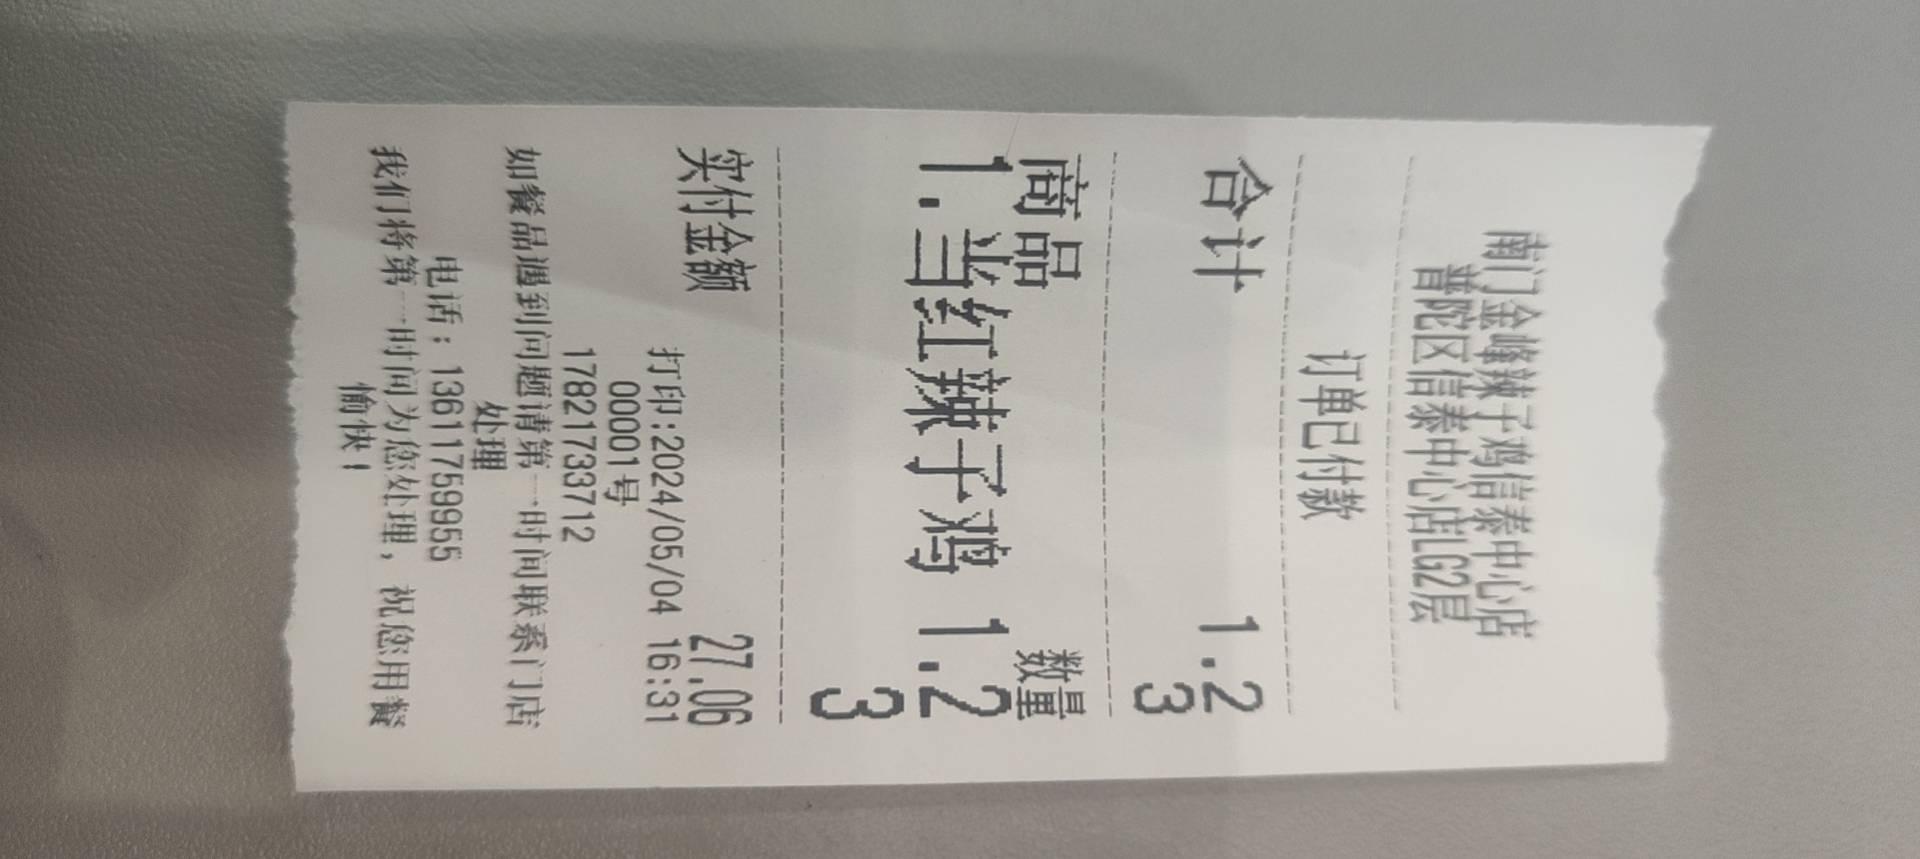 南门金峰辣子鸡信泰中心店
普陀区信泰中心店LG2层
订单已付款
合计 1.2
3
商品 数量
1.当红辣子鸡 1.2
3
实付金额 27.06
打印:2024/05/04 16:31
00001号
17821733712
如餐品遇到问题请第一时间联系门店
处理
电话：13611759955
我们将第一时间为您处理，祝您用餐
愉快！